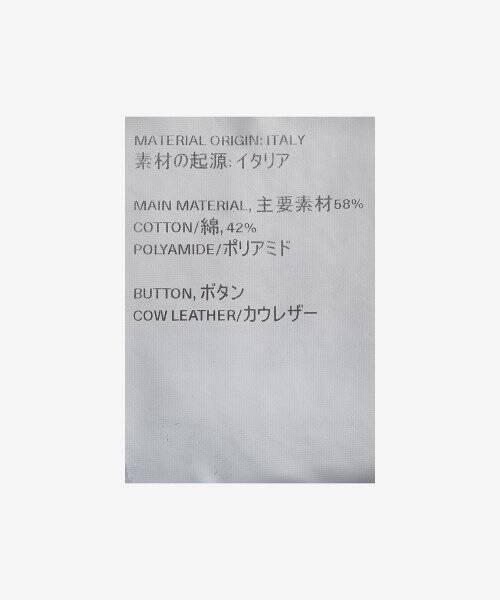 MATERIAL ORIGIN: ITALY
素材の起源: イタリア
MAIN MATERIAL, 主要素材58%
COTTON/綿, 42%
POLYAMIDE/ポリアミド
BUTTON, ボタン
COW LEATHER/カウレザー